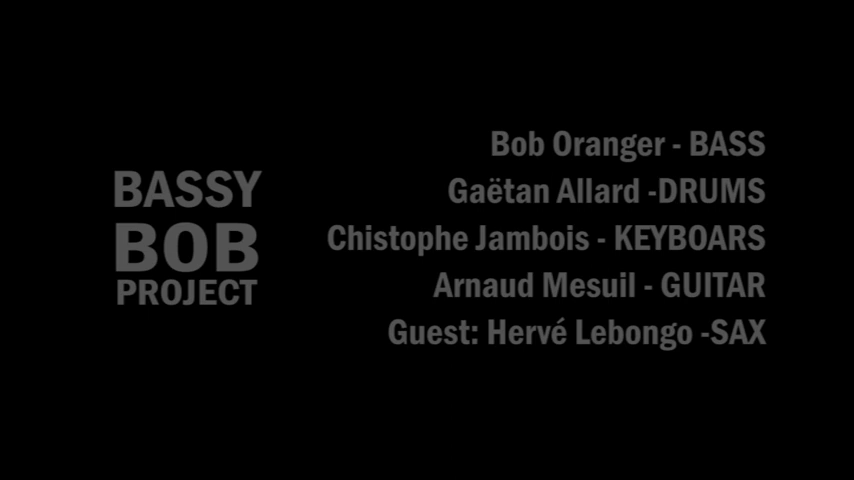 BASSY
BOB
PROJECT
Bob Oranger - BASS
Gaëtan Allard -DRUMS
Chistophe Jambois - KEYBOARS
Arnaud Mesuil - GUITAR
Guest: Hervé Lebongo -SAX